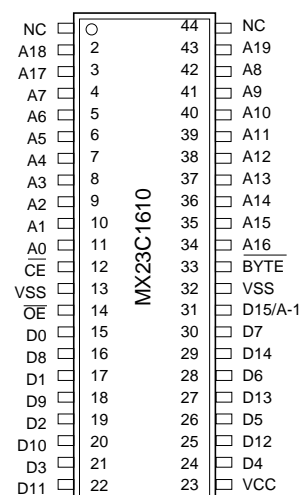 NC 44 NC
A18 2 43 A19
A17 3 42 A8
A7 4 41 A9
A6 5 40 A10
A5 6 39 A11
A4 7 38 A12
A3 8 37 A13
A2 9 36 A14
A1 10 35 A15
A0 11 34 A16
CE 12 33 BYTE
VSS 13 32 VSS
OE 14 31 D15/A-1
D0 15 30 D7
D8 16 29 D14
D1 17 28 D6
D9 18 27 D13
D2 19 26 D5
D10 20 25 D12
D3 21 24 D4
D11 22 23 VCC
MX23C1610